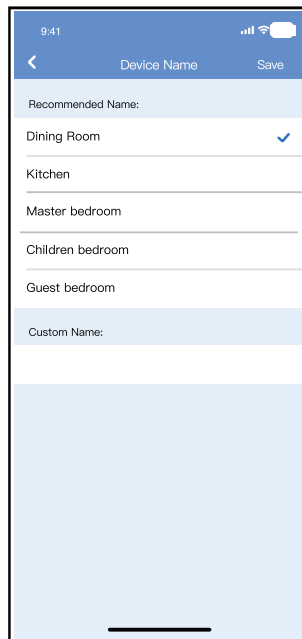 9:41
Device Name
Save
Recommended Name:
Dining Room
Kitchen
Master bedroom
Children bedroom
Guest bedroom
Custom Name: